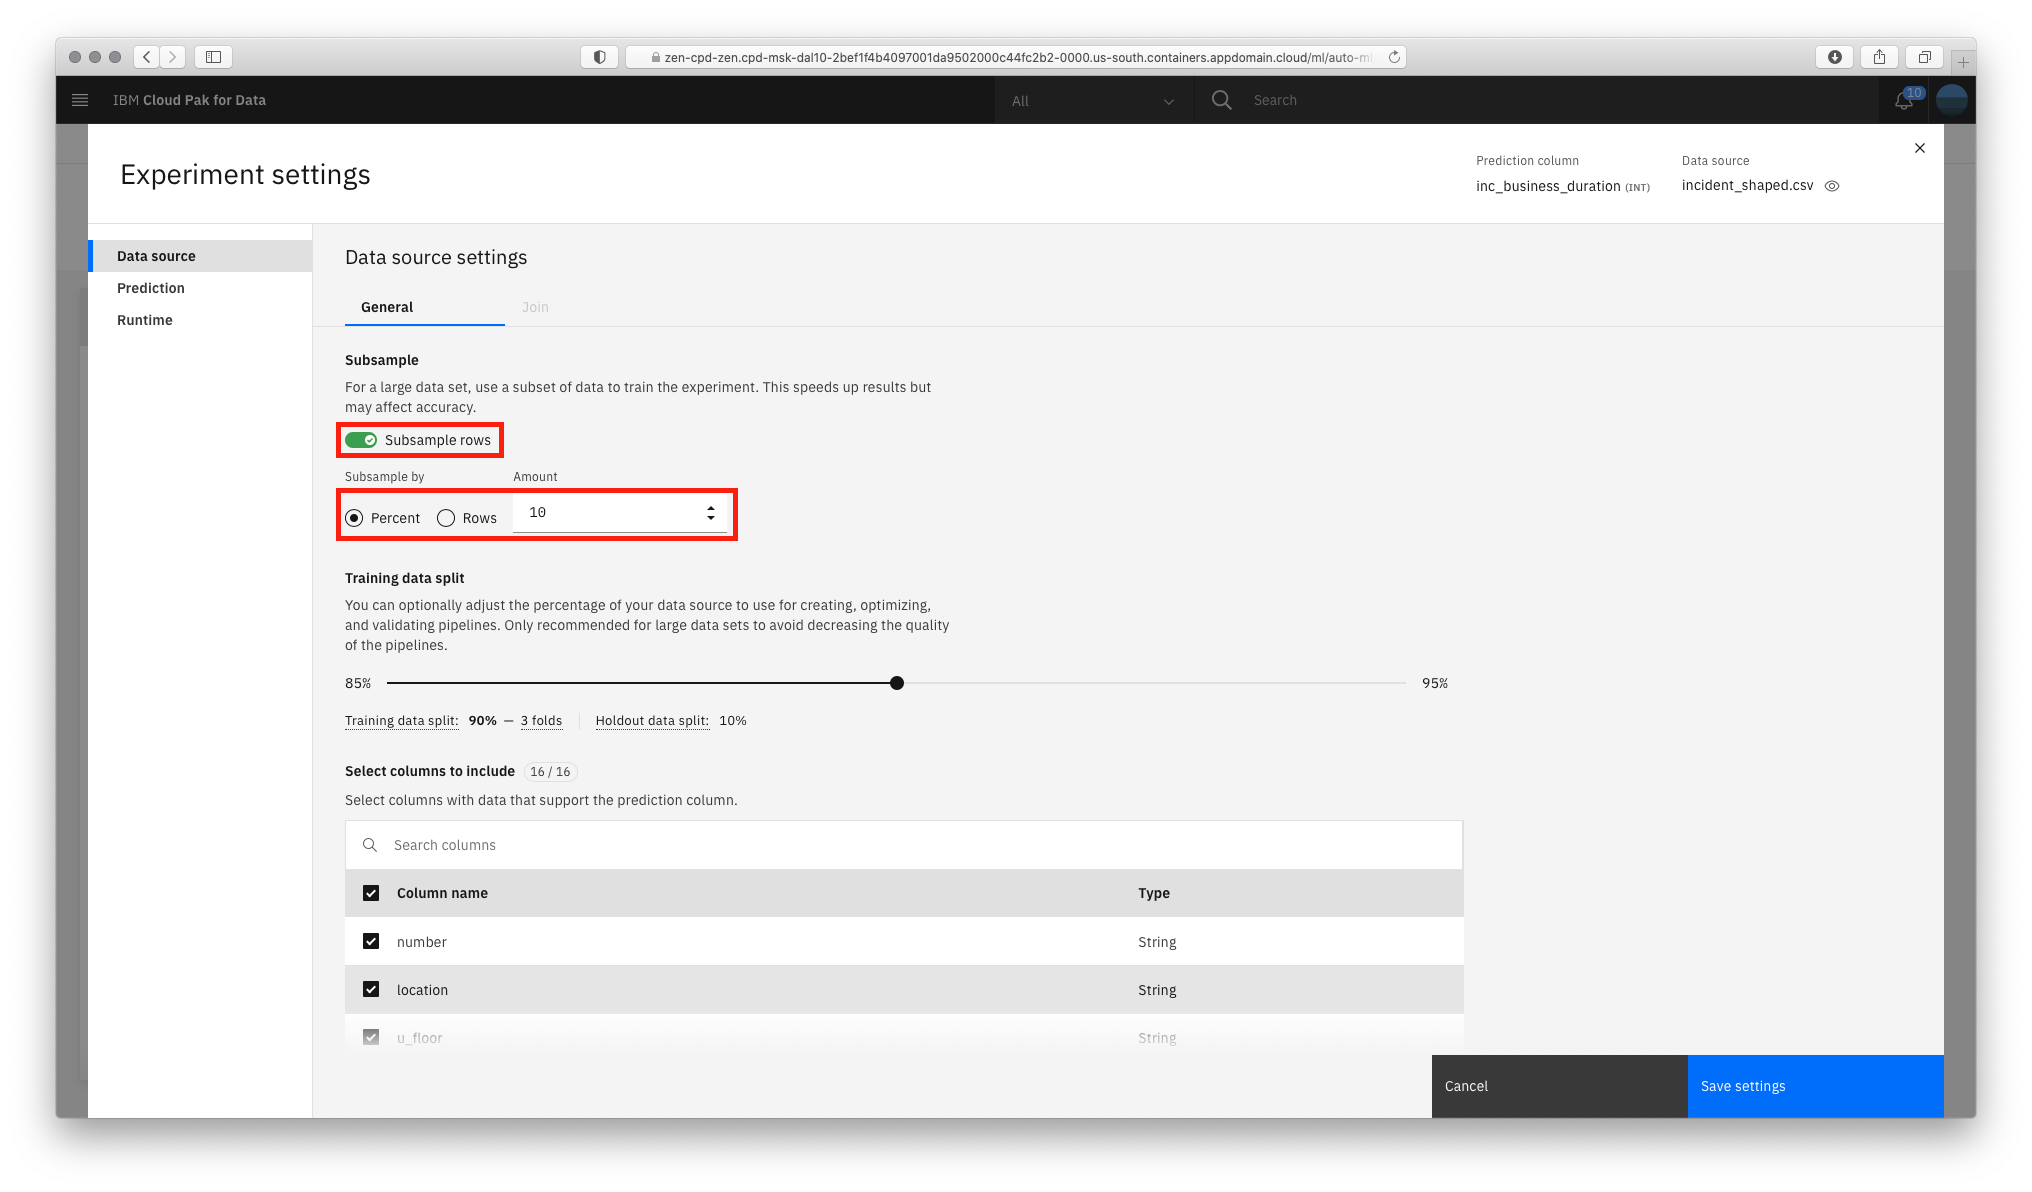 zen-cpd-zen.cpd-msk-dal10-2bef1f4b4097001da9502000c44fc2b2-0000.us-south.containers.appdomain.cloud/ml/auto-ml
IBM Cloud Pak for Data
All
Search
10
Experiment settings
Prediction column
inc_business_duration (INT)
Data source
incident_shaped.csv
Data source
Prediction
Runtime
Data source settings
General
Join
Subsample
For a large data set, use a subset of data to train the experiment. This speeds up results but
may affect accuracy.
Subsample rows
Subsample by
Amount
Percent
Rows
10
Training data split
You can optionally adjust the percentage of your data source to use for creating, optimizing,
and validating pipelines. Only recommended for large data sets to avoid decreasing the quality
of the pipelines.
85%
95%
Training data split: 90% — 3 folds
Holdout data split: 10%
Select columns to include 16 / 16
Select columns with data that support the prediction column.
Search columns
Column name Type
number String
location String
u_floor String
Cancel
Save settings